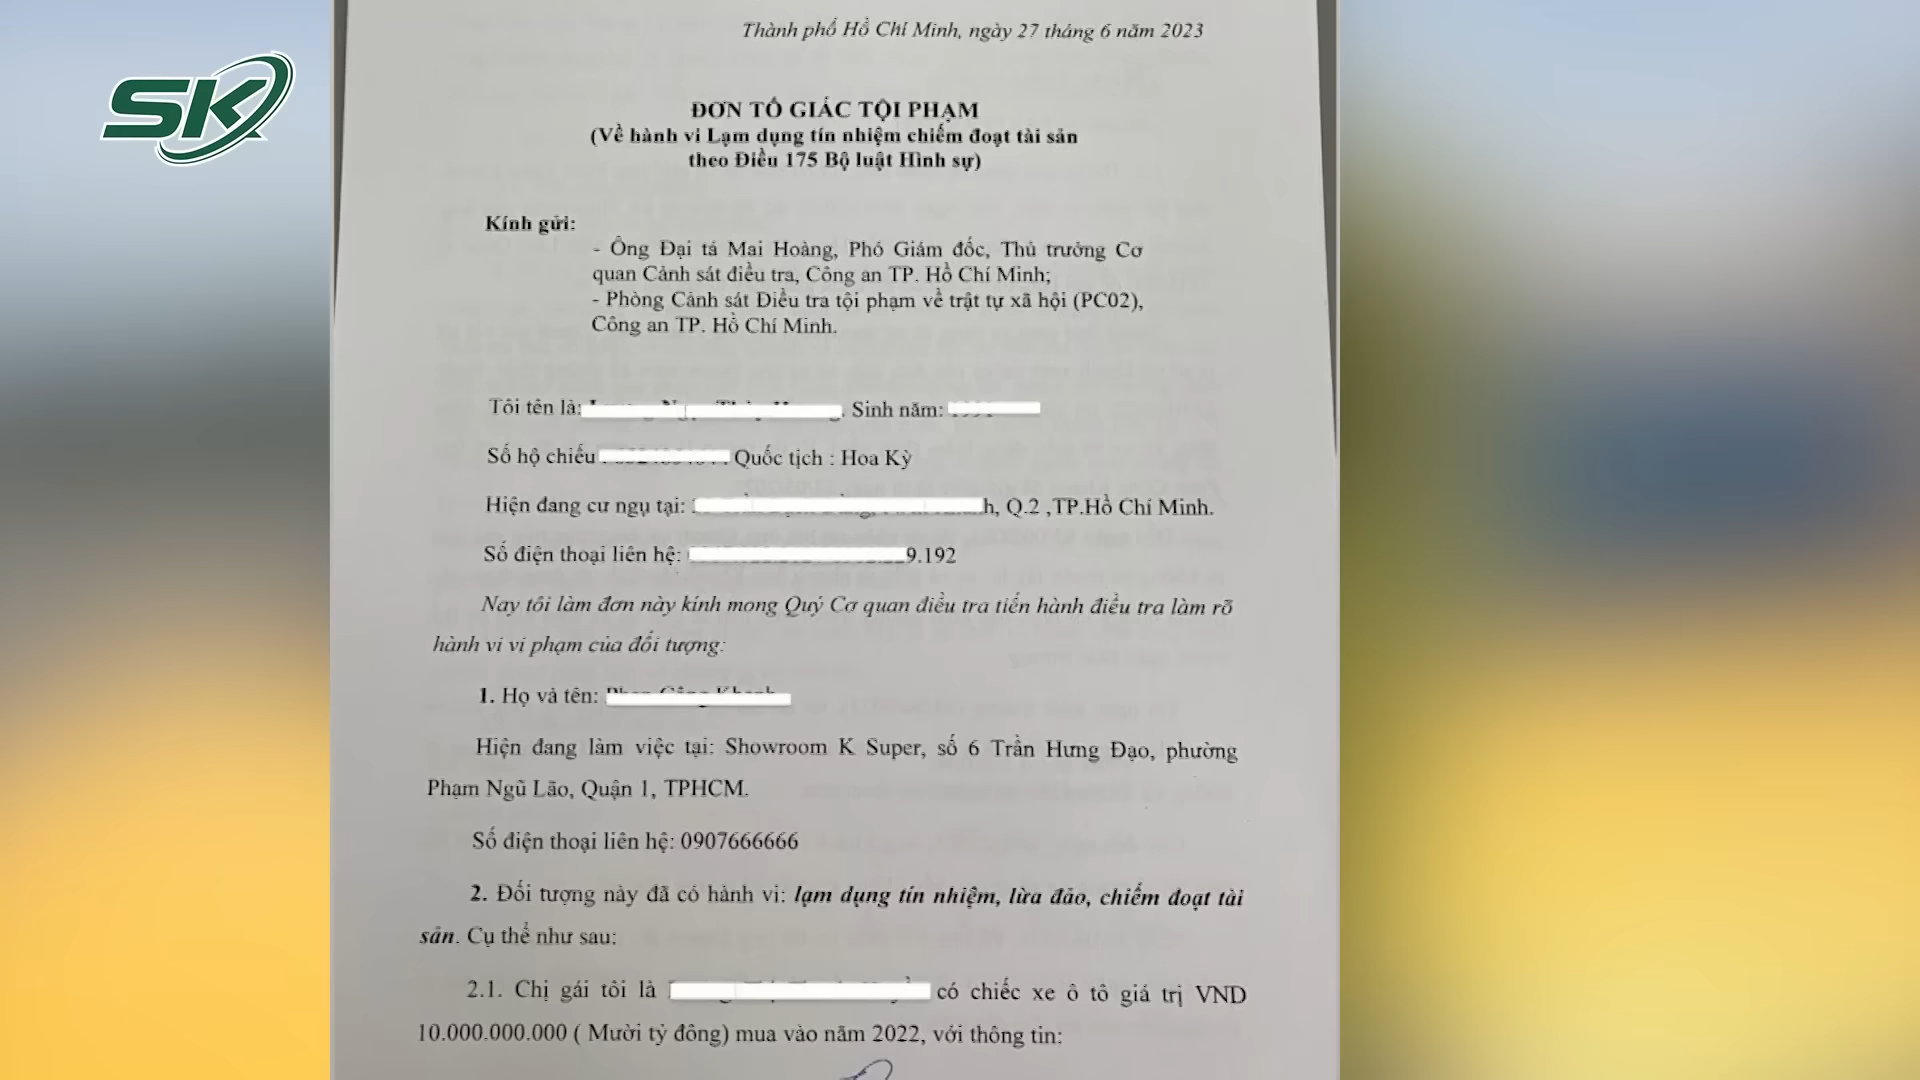 SK
Thành phố Hồ Chí Minh, ngày 27 tháng 6 năm 2023
ĐƠN TỐ GIÁC TỘI PHẠM
(Về hành vi Lạm dụng tín nhiệm chiếm đoạt tài sản
theo Điều 175 Bộ luật Hình sự)
Kính gửi:
- Ông Đại tá Mai Hoàng, Phó Giám đốc, Thủ trưởng Cơ
quan Cảnh sát điều tra, Công an TP. Hồ Chí Minh;
- Phòng Cảnh sát Điều tra tội phạm về trật tự xã hội (PC02),
Công an TP. Hồ Chí Minh.
Tôi tên là: . Sinh năm:
Số hộ chiếu Quốc tịch : Hoa Kỳ
Hiện đang cư ngụ tại: h, Q.2 ,TP.Hồ Chí Minh.
Số điện thoại liên hệ: 9.192
Nay tôi làm đơn này kính mong Quý Cơ quan điều tra tiến hành điều tra làm rõ
hành vi vi phạm của đối tượng:
1. Họ và tên:
Hiện đang làm việc tại: Showroom K Super, số 6 Trần Hưng Đạo, phường
Phạm Ngũ Lão, Quận 1, TPHCM.
Số điện thoại liên hệ: 0907666666
2. Đối tượng này đã có hành vi: lạm dụng tín nhiệm, lừa đảo, chiếm đoạt tài
sản. Cụ thể như sau:
2.1. Chị gái tôi là có chiếc xe ô tô giá trị VND
10.000.000.000 ( Mười tỷ đồng) mua vào năm 2022, với thông tin: